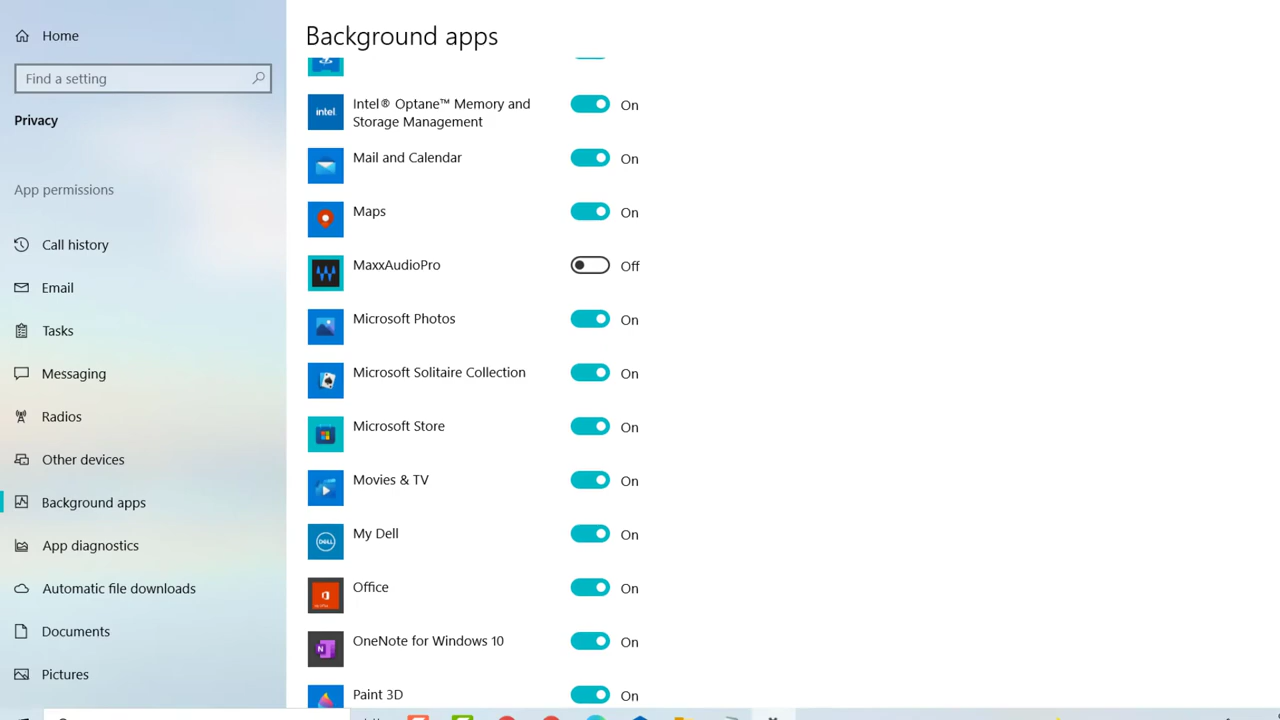 Home
Find a setting
Privacy
App permissions
Call history
Email
Tasks
Messaging
Radios
Other devices
Background apps
App diagnostics
Automatic file downloads
Documents
Pictures
Background apps
intel.
Intel® Optane™ Memory and
Storage Management
On
Mail and Calendar
On
Maps
On
MaxxAudioPro
Off
Microsoft Photos
On
Microsoft Solitaire Collection
On
Microsoft Store
On
Movies & TV
On
DELL
My Dell
On
Office
On
N
OneNote for Windows 10
On
Paint 3D
On